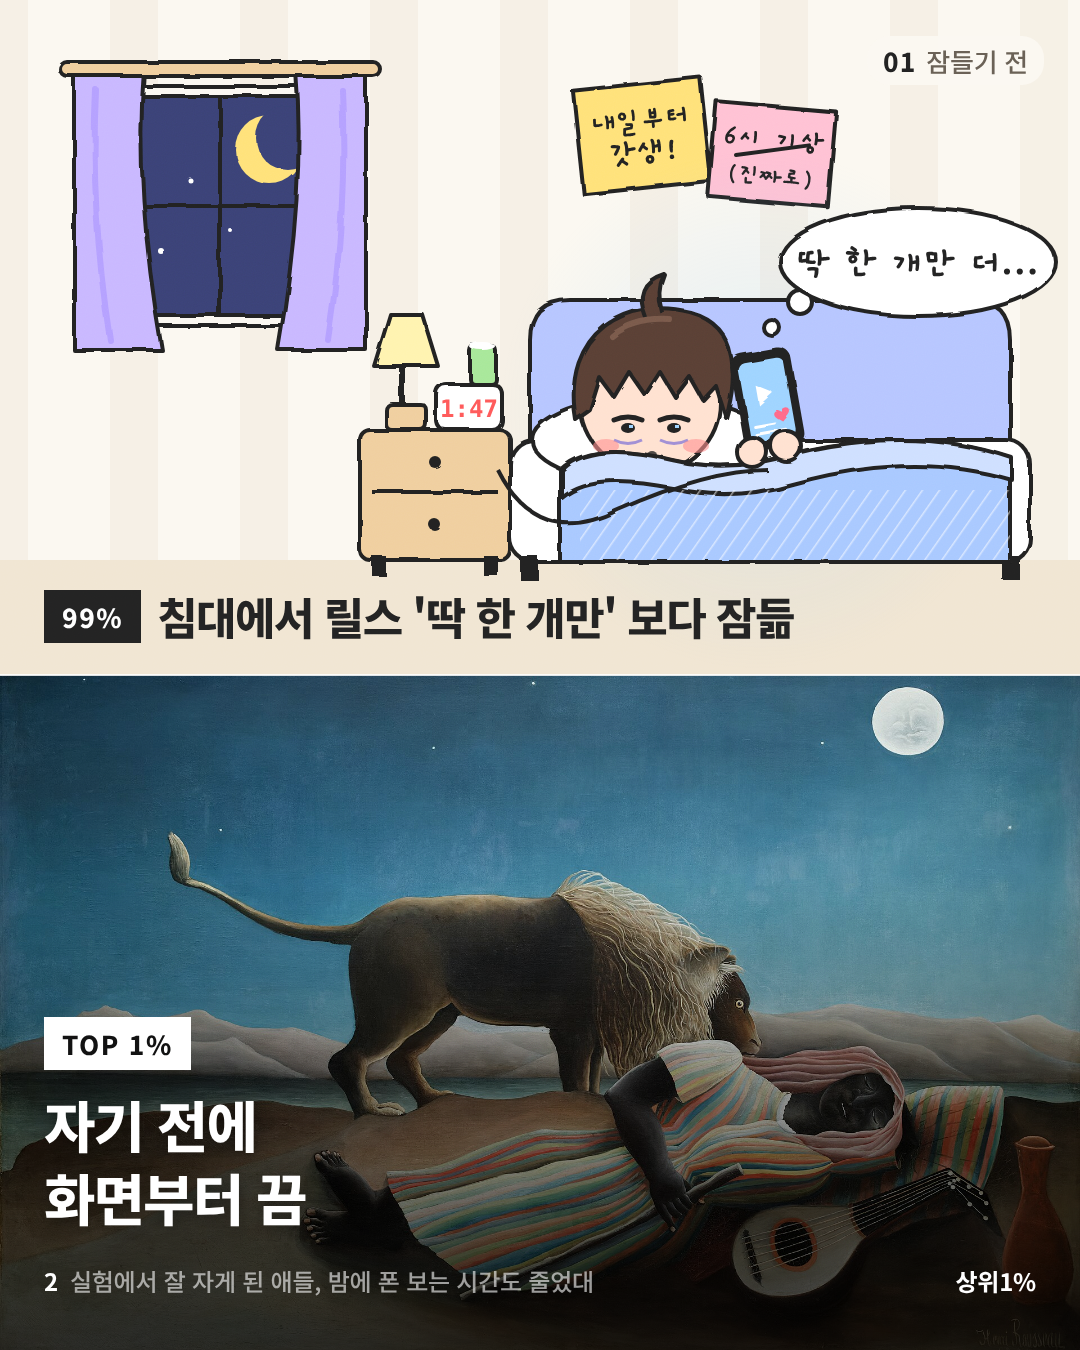 01 잠들기 전
내일부터
갓생!
6시 기상
(진짜로)
딱 한 개만 더...
1:47
99% 침대에서 릴스 '딱 한 개만' 보다 잠듦
TOP 1%
자기 전에
화면부터 끔
2 실험에서 잘 자게 된 애들, 밤에 폰 보는 시간도 줄었대
상위1%